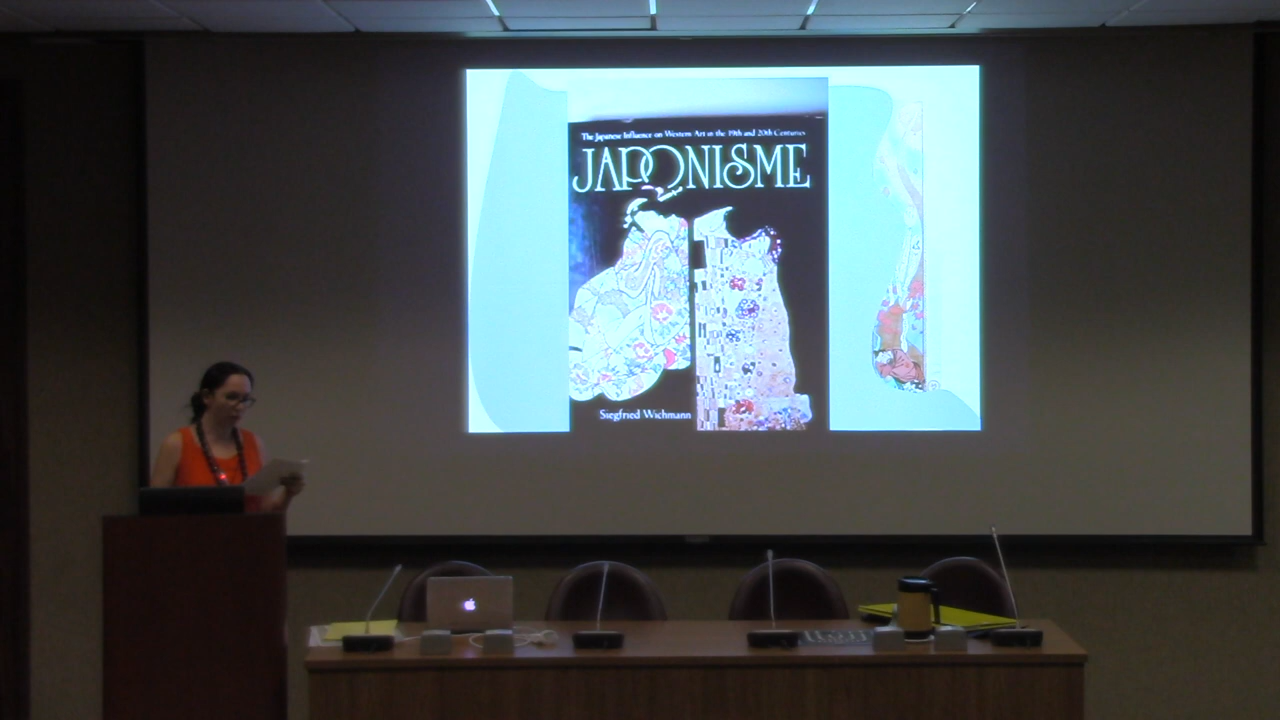 The Japanese Influence on Western Art in the 19th and 20th Centuries
JAPONISME
Siegfried Wichmann